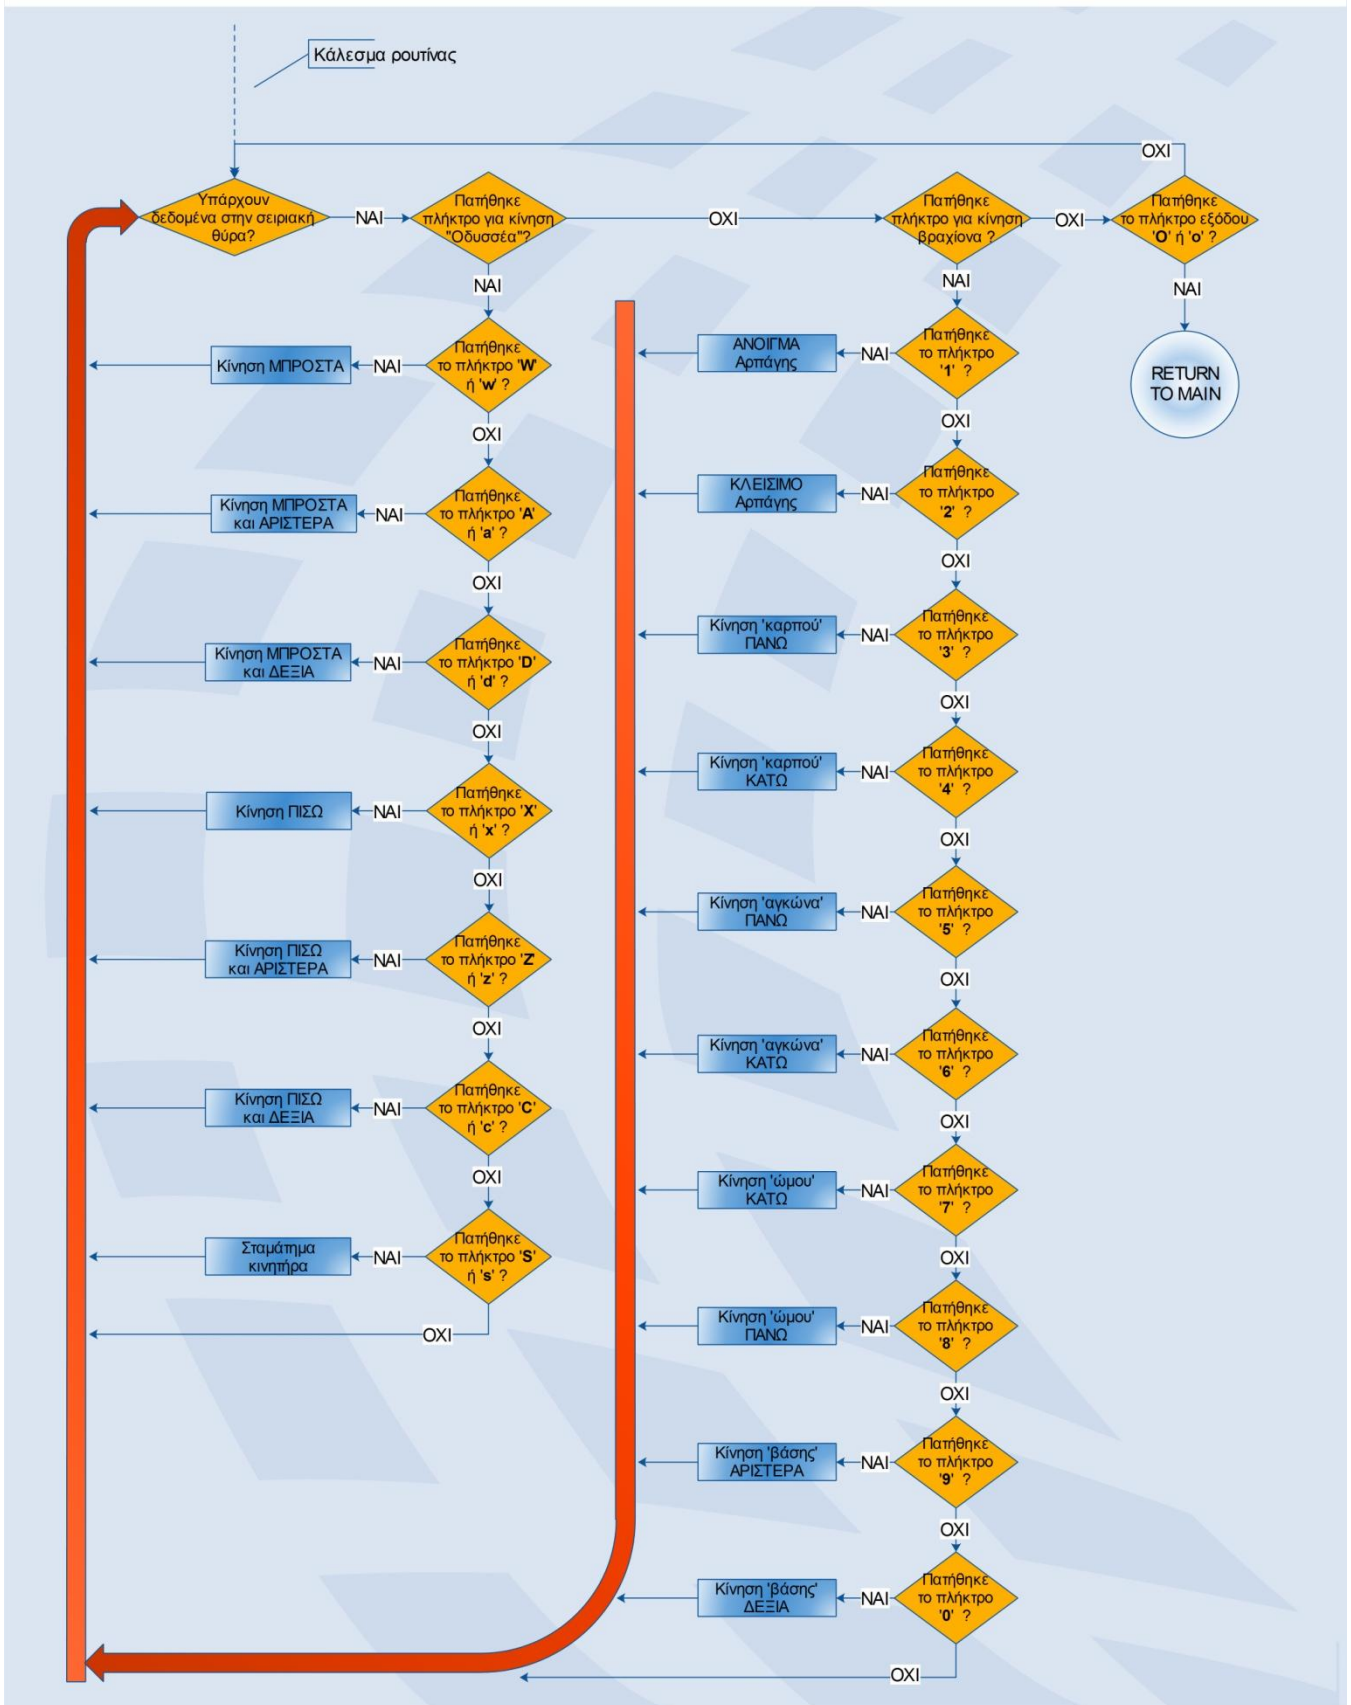 Κάλεσμα ρουτίνας
ΟΧΙ
Υπάρχουν
δεδομένα στην σειριακή
θύρα?
ΝΑΙ
Πατήθηκε
πλήκτρο για κίνηση
"Οδυσσέα"?
ΟΧΙ
Πατήθηκε
πλήκτρο για κίνηση
βραχίονα ?
ΟΧΙ
Πατήθηκε
το πλήκτρο εξόδου
'Ο' ή 'ο' ?
ΝΑΙ
RETURN
TO MAIN
ΝΑΙ
Πατήθηκε
το πλήκτρο 'W'
ή 'w' ?
ΝΑΙ
Κίνηση ΜΠΡΟΣΤΑ
ΟΧΙ
Πατήθηκε
το πλήκτρο 'A'
ή 'a' ?
ΝΑΙ
Κίνηση ΜΠΡΟΣΤΑ
και ΑΡΙΣΤΕΡΑ
ΟΧΙ
Πατήθηκε
το πλήκτρο 'D'
ή 'd' ?
ΝΑΙ
Κίνηση ΜΠΡΟΣΤΑ
και ΔΕΞΙΑ
ΟΧΙ
Πατήθηκε
το πλήκτρο 'X'
ή 'x' ?
ΝΑΙ
Κίνηση ΠΙΣΩ
ΟΧΙ
Πατήθηκε
το πλήκτρο 'Z'
ή 'z' ?
ΝΑΙ
Κίνηση ΠΙΣΩ
και ΑΡΙΣΤΕΡΑ
ΟΧΙ
Πατήθηκε
το πλήκτρο 'C'
ή 'c' ?
ΝΑΙ
Κίνηση ΠΙΣΩ
και ΔΕΞΙΑ
ΟΧΙ
Πατήθηκε
το πλήκτρο 'S'
ή 's' ?
ΝΑΙ
Σταμάτημα
κινητήρα
ΟΧΙ
ΝΑΙ
Πατήθηκε
το πλήκτρο
'1' ?
ΝΑΙ
ΑΝΟΙΓΜΑ
Αρπάγης
ΟΧΙ
Πατήθηκε
το πλήκτρο
'2' ?
ΝΑΙ
ΚΛΕΙΣΙΜΟ
Αρπάγης
ΟΧΙ
Πατήθηκε
το πλήκτρο
'3' ?
ΝΑΙ
Κίνηση 'καρπού'
ΠΑΝΩ
ΟΧΙ
Πατήθηκε
το πλήκτρο
'4' ?
ΝΑΙ
Κίνηση 'καρπού'
ΚΑΤΩ
ΟΧΙ
Πατήθηκε
το πλήκτρο
'5' ?
ΝΑΙ
Κίνηση 'αγκώνα'
ΠΑΝΩ
ΟΧΙ
Πατήθηκε
το πλήκτρο
'6' ?
ΝΑΙ
Κίνηση 'αγκώνα'
ΚΑΤΩ
ΟΧΙ
Πατήθηκε
το πλήκτρο
'7' ?
ΝΑΙ
Κίνηση 'ώμου'
ΚΑΤΩ
ΟΧΙ
Πατήθηκε
το πλήκτρο
'8' ?
ΝΑΙ
Κίνηση 'ώμου'
ΠΑΝΩ
ΟΧΙ
Πατήθηκε
το πλήκτρο
'9' ?
ΝΑΙ
Κίνηση 'βάσης'
ΑΡΙΣΤΕΡΑ
ΟΧΙ
Πατήθηκε
το πλήκτρο
'0' ?
ΝΑΙ
Κίνηση 'βάσης'
ΔΕΞΙΑ
ΟΧΙ